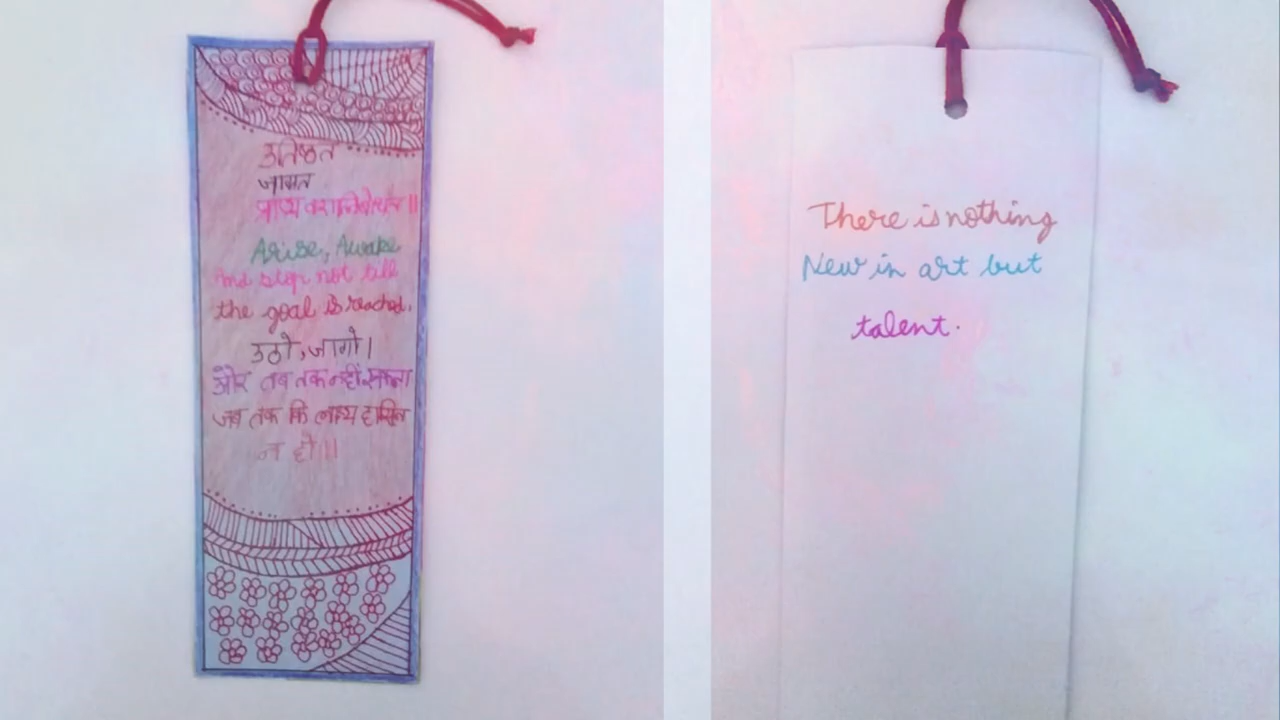 उतिष्ठत
जाग्रत
प्राप्य वरान्निबोधत॥
Arise, Awake
And stop not till
the goal is reached.
उठो, जागो।
और तब तक नहीं रुकना
जब तक कि लक्ष्य हासिल
न हो॥
There is nothing
New in art but
talent.